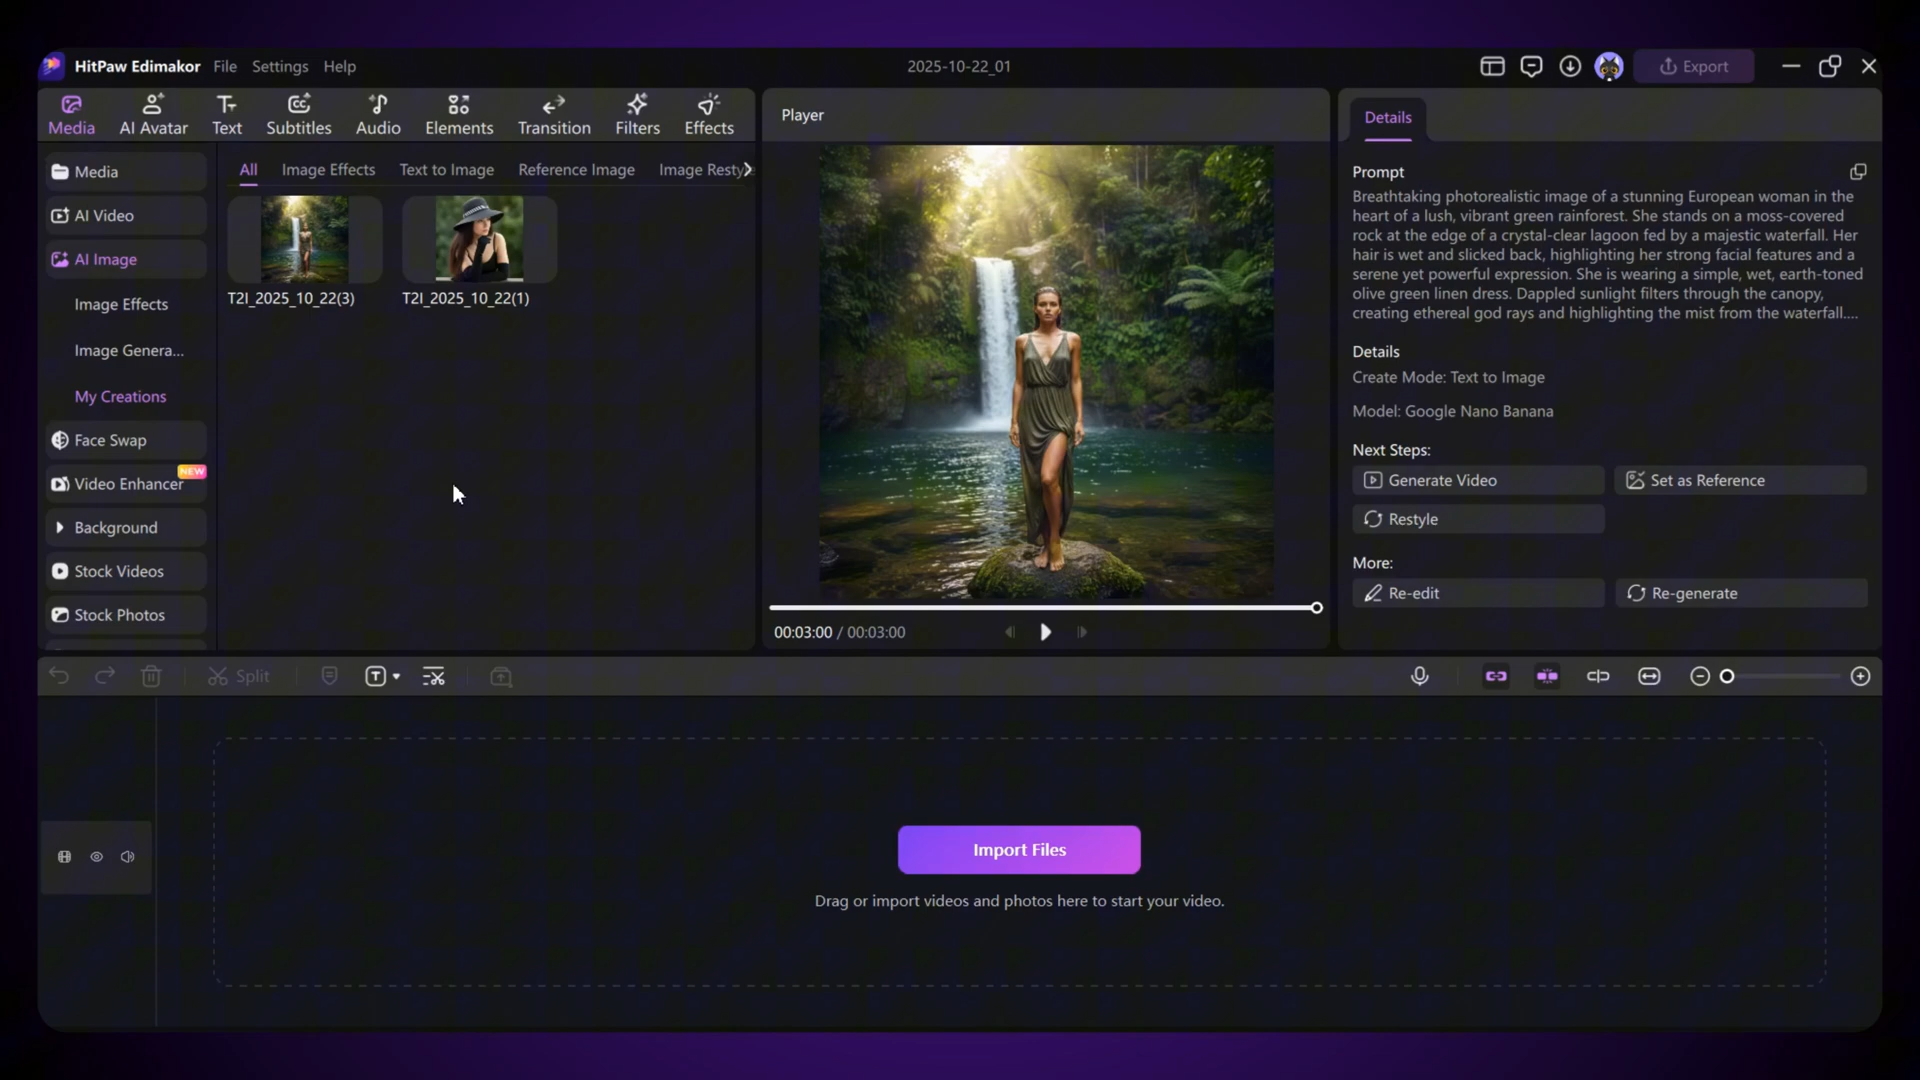 HitPaw Edimakor File Settings Help
2025-10-22_01
Export
Media AI Avatar Text Subtitles Audio Elements Transition Filters Effects
Media
AI Video
AI Image
Image Effects
Image Genera...
My Creations
Face Swap
NEW
Video Enhancer
Background
Stock Videos
Stock Photos
All Image Effects Text to Image Reference Image Image Resty
T2I_2025_10_22(3) T2I_2025_10_22(1)
Player
00:03:00 / 00:03:00
Details
Prompt
Breathtaking photorealistic image of a stunning European woman in the
heart of a lush, vibrant green rainforest. She stands on a moss-covered
rock at the edge of a crystal-clear lagoon fed by a majestic waterfall. Her
hair is wet and slicked back, highlighting her strong facial features and a
serene yet powerful expression. She is wearing a simple, wet, earth-toned
olive green linen dress. Dappled sunlight filters through the canopy,
creating ethereal god rays and highlighting the mist from the waterfall....
Details
Create Mode: Text to Image
Model: Google Nano Banana
Next Steps:
Generate Video Set as Reference
Restyle
More:
Re-edit Re-generate
Split
Import Files
Drag or import videos and photos here to start your video.